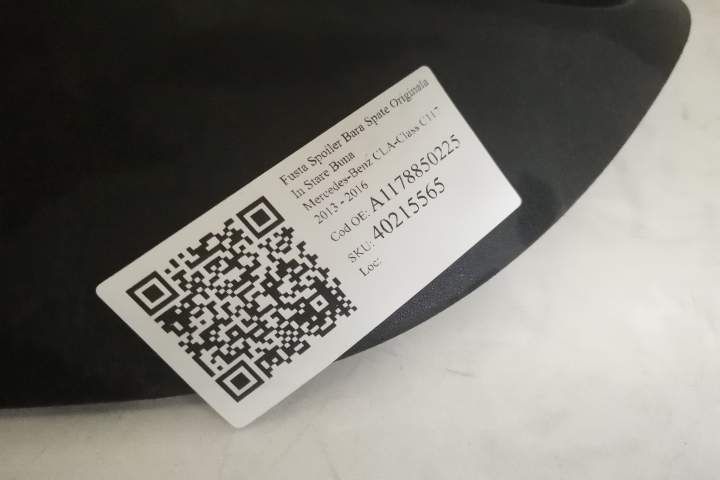 Fusta Spoiler Bara Spate Originala
In Stare Buna
Mercedes-Benz CLA-Class C117
2013 - 2016
Cod OE: A1178850225
SKU: 40215565
Loc: